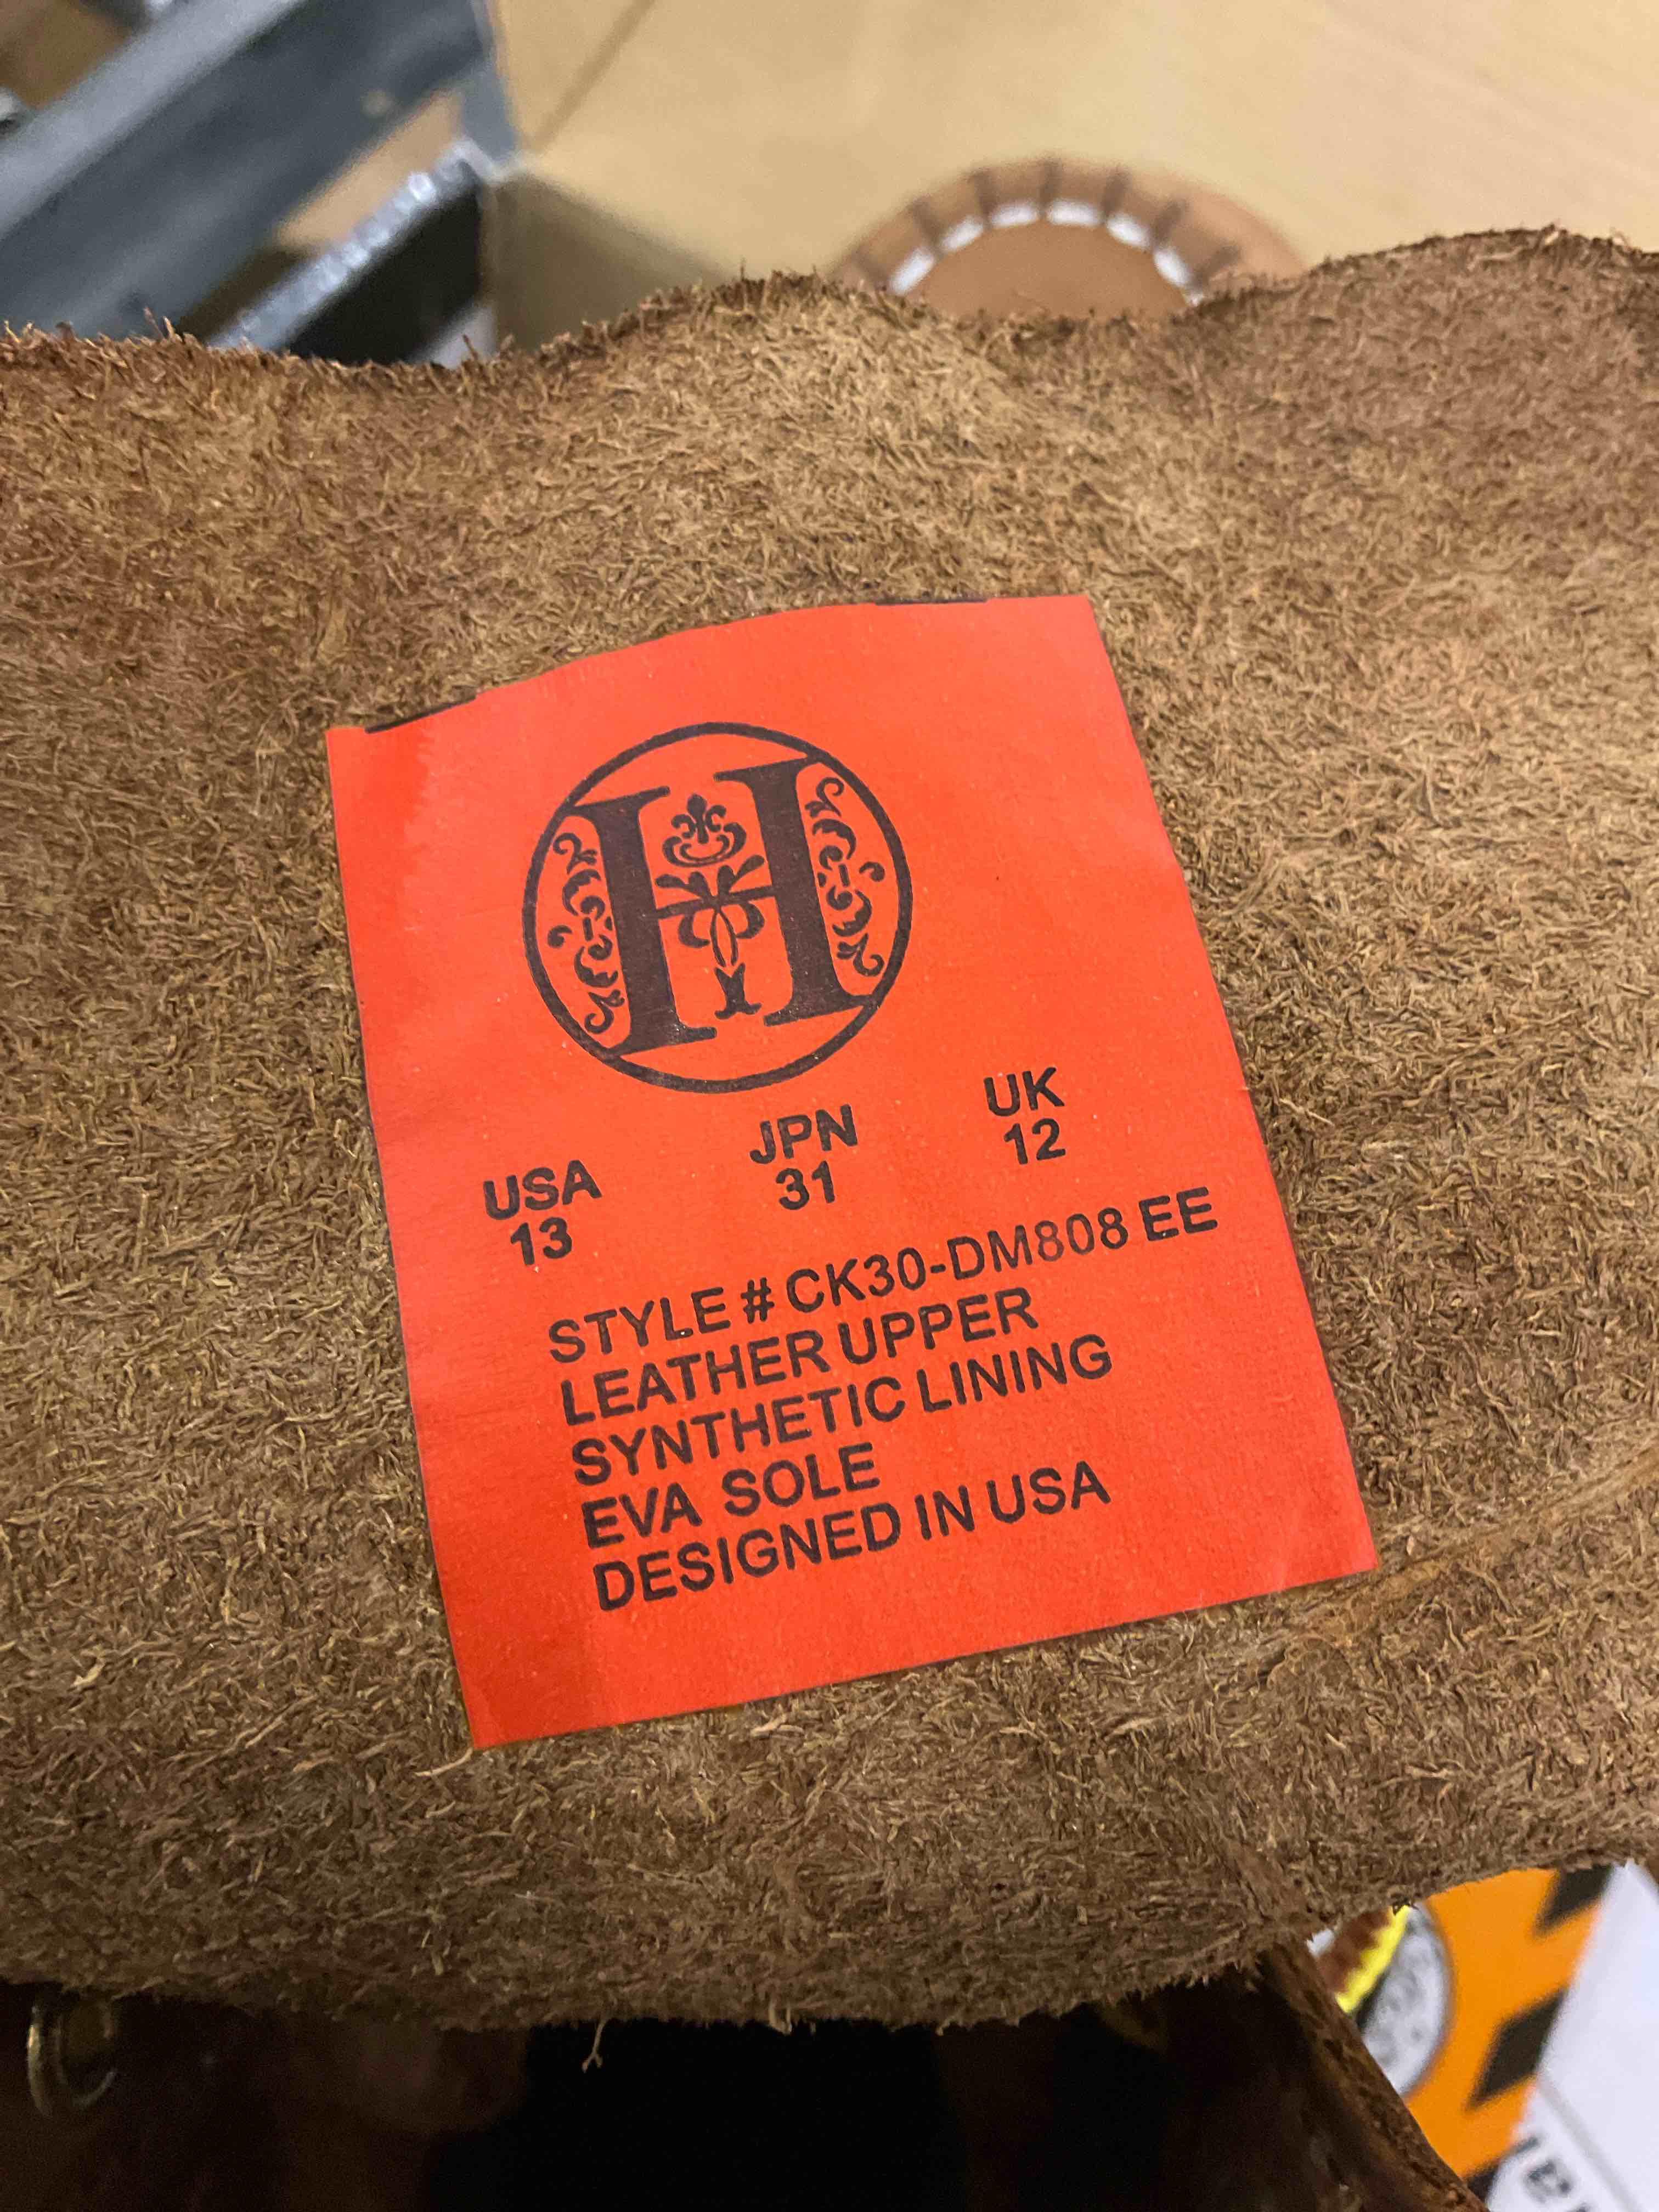 H
USA JPN UK
13 31 12
STYLE # CK30-DM808 EE
LEATHER UPPER
SYNTHETIC LINING
EVA SOLE
DESIGNED IN USA